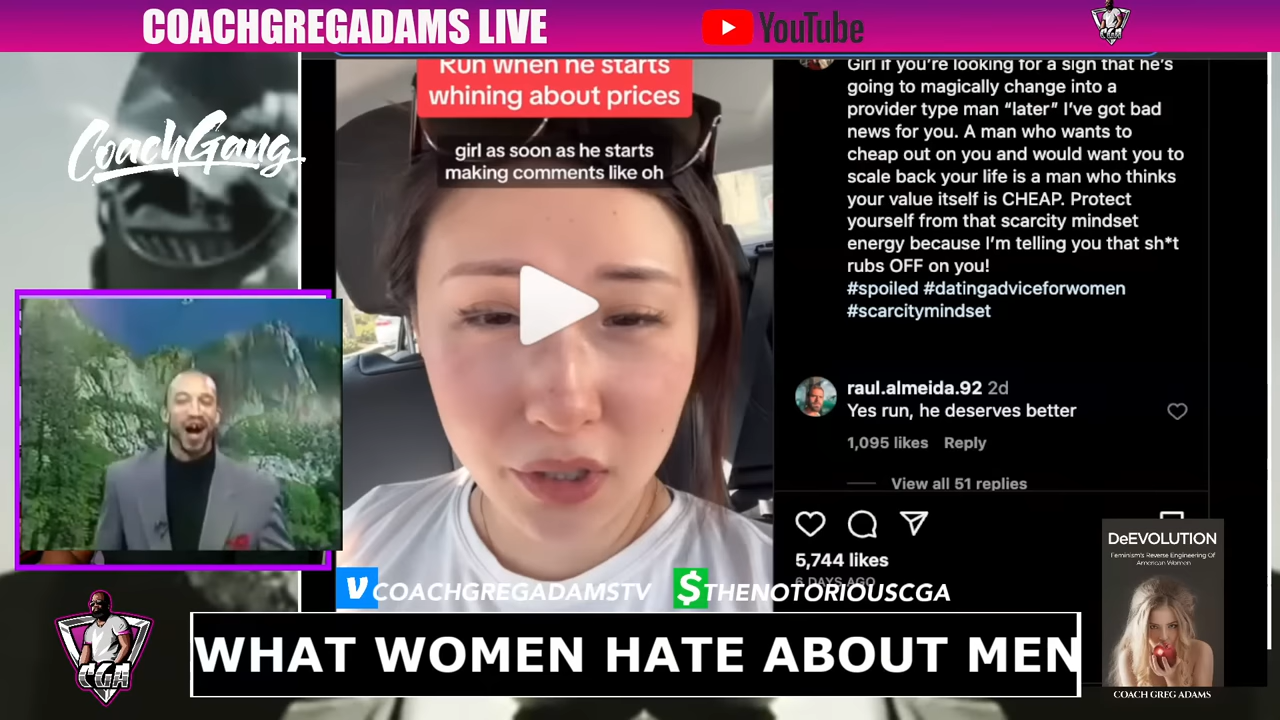 COACHGREGADAMS LIVE
YouTube
CGA
CoachGang
Run when he starts
whining about prices
girl as soon as he starts
making comments like oh
Girl if you’re looking for a sign that he’s
going to magically change into a
provider type man “later” I’ve got bad
news for you. A man who wants to
cheap out on you and would want you to
scale back your life is a man who thinks
your value itself is CHEAP. Protect
yourself from that scarcity mindset
energy because I’m telling you that sh*t
rubs OFF on you!
#spoiled #datingadviceforwomen
#scarcitymindset
raul.almeida.92 2d
Yes run, he deserves better
1,095 likes Reply
View all 51 replies
5,744 likes
6 DAYS AGO
COACHGREGADAMSTV
$THENOTORIOUSCGA
CGA
WHAT WOMEN HATE ABOUT MEN
DeEVOLUTION
Feminism's Reverse Engineering Of
American Women
COACH GREG ADAMS